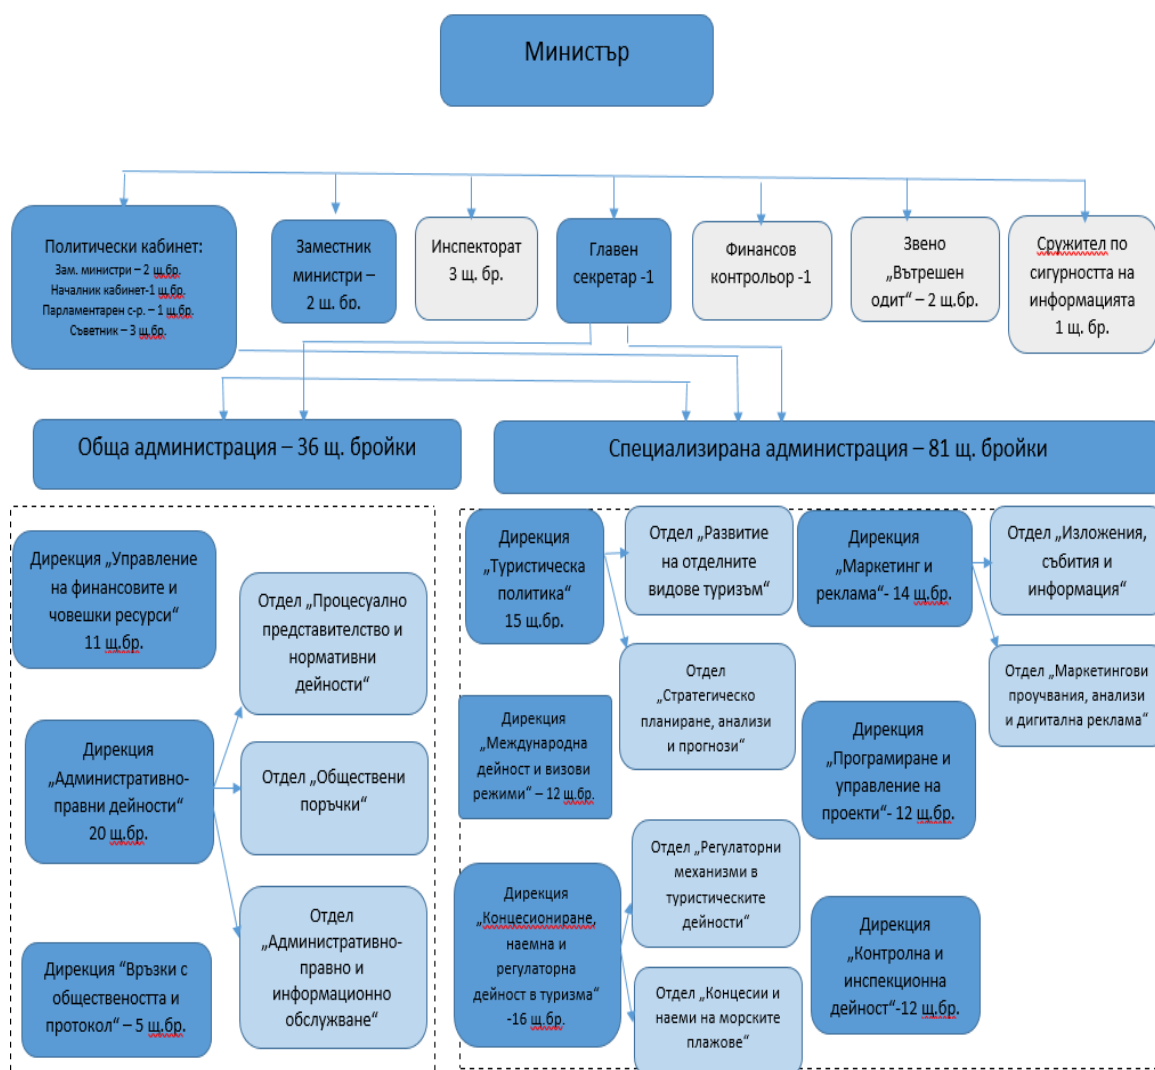 Министър
Политически кабинет:
Зам. министри – 2 щ.бр.
Началник кабинет-1 щ.бр.
Парламентарен с-р. – 1 щ.бр.
Съветник – 3 щ.бр.
Заместник
министри –
2 щ. бр.
Инспекторат
3 щ. бр.
Главен
секретар -1
Финансов
контрольор -1
Звено
„Вътрешен
одит“ – 2 щ.бр.
Сружител по
сигурността на
информацията
1 щ. бр.
Обща администрация – 36 щ. бройки
Специализирана администрация – 81 щ. бройки
Дирекция „Управление
на финансовите и
човешки ресурси“
11 щ.бр.
Дирекция
„Административно-
правни дейности“
20 щ.бр.
Дирекция “Връзки с
обществеността и
протокол“ – 5 щ.бр.
Отдел „Процесуално
представителство и
нормативни
дейности“
Отдел „Обществени
поръчки“
Отдел
„Административно-
правно и
информационно
обслужване“
Дирекция
„Туристическа
политика“
15 щ.бр.
Отдел „Развитие
на отделните
видове туризъм“
Отдел
„Стратегическо
планиране, анализи
и прогнози“
Дирекция
„Международна
дейност и визови
режими“ – 12 щ.бр.
Дирекция
„Концесиониране,
наемна и
регулаторна
дейност в туризма“
-16 щ.бр.
Отдел „Регулаторни
механизми в
туристическите
дейности“
Отдел „Концесии и
наеми на морските
плажове“
Дирекция
„Маркетинг и
реклама“- 14 щ.бр.
Отдел „Изложения,
събития и
информация“
Отдел „Маркетингови
проучвания, анализи
и дигитална реклама“
Дирекция
„Програмиране и
управление на
проекти“- 12 щ.бр.
Дирекция
„Контролна и
инспекционна
дейност“-12 щ.бр.